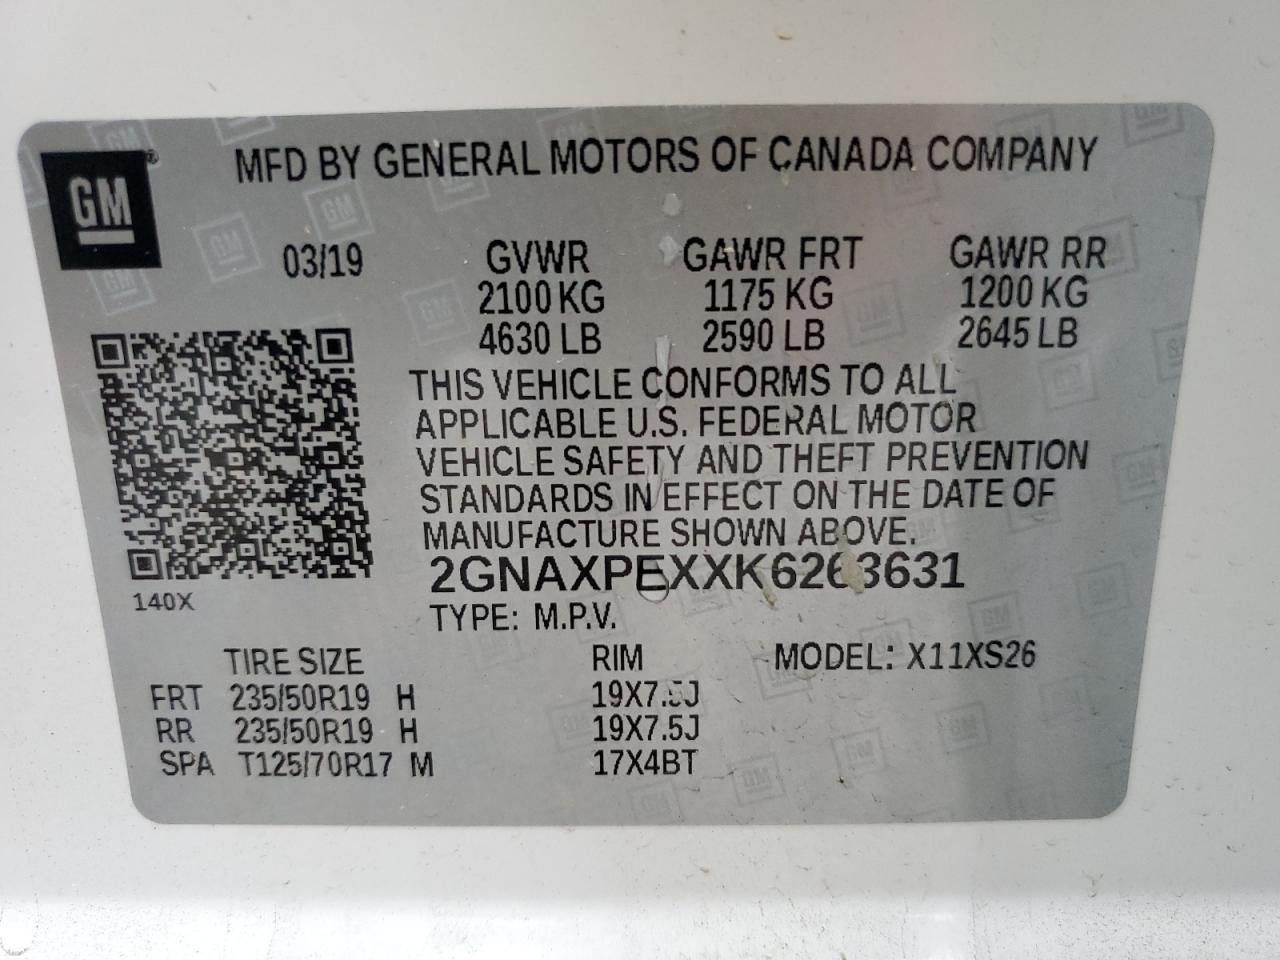 GM ®
MFD BY GENERAL MOTORS OF CANADA COMPANY
03/19 GVWR GAWR FRT GAWR RR
2100 KG 1175 KG 1200 KG
4630 LB 2590 LB 2645 LB
THIS VEHICLE CONFORMS TO ALL
APPLICABLE U.S. FEDERAL MOTOR
VEHICLE SAFETY AND THEFT PREVENTION
STANDARDS IN EFFECT ON THE DATE OF
MANUFACTURE SHOWN ABOVE.
2GNAXPEXXK6263631
140X
TYPE: M.P.V.
TIRE SIZE RIM MODEL: X11XS26
FRT 235/50R19 H 19X7.5J
RR 235/50R19 H 19X7.5J
SPA T125/70R17 M 17X4BT